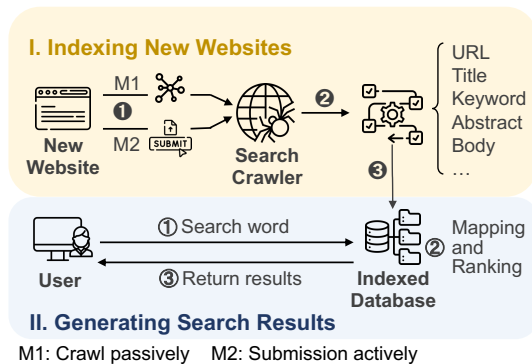 I. Indexing New Websites
M1
❶
M2
SUBMIT
New
Website
Search
Crawler
❷
URL
Title
Keyword
Abstract
Body
...
❸
① Search word
③ Return results
User
Indexed
Database
② Mapping
and
Ranking
II. Generating Search Results
M1: Crawl passively M2: Submission actively